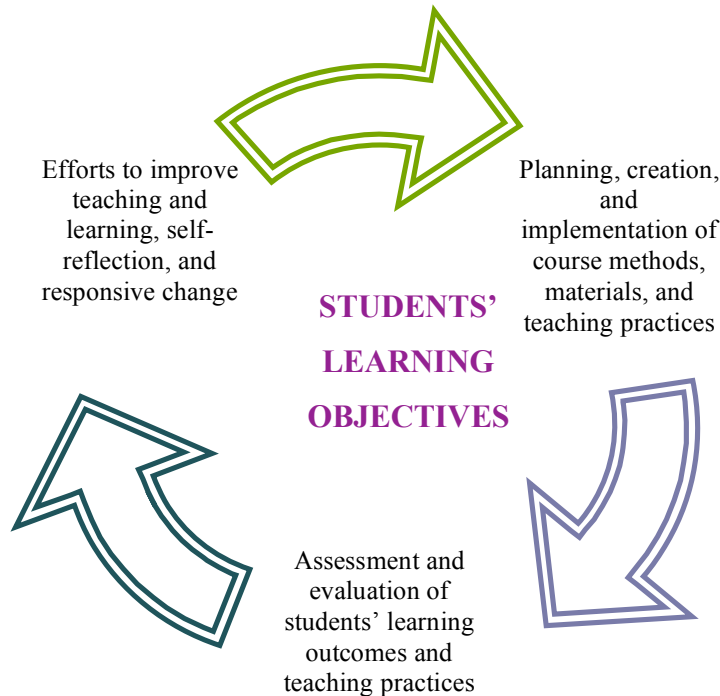 Efforts to improve
teaching and
learning, self-
reflection, and
responsive change
Planning, creation,
and
implementation of
course methods,
materials, and
teaching practices
STUDENTS’
LEARNING
OBJECTIVES
Assessment and
evaluation of
students’ learning
outcomes and
teaching practices